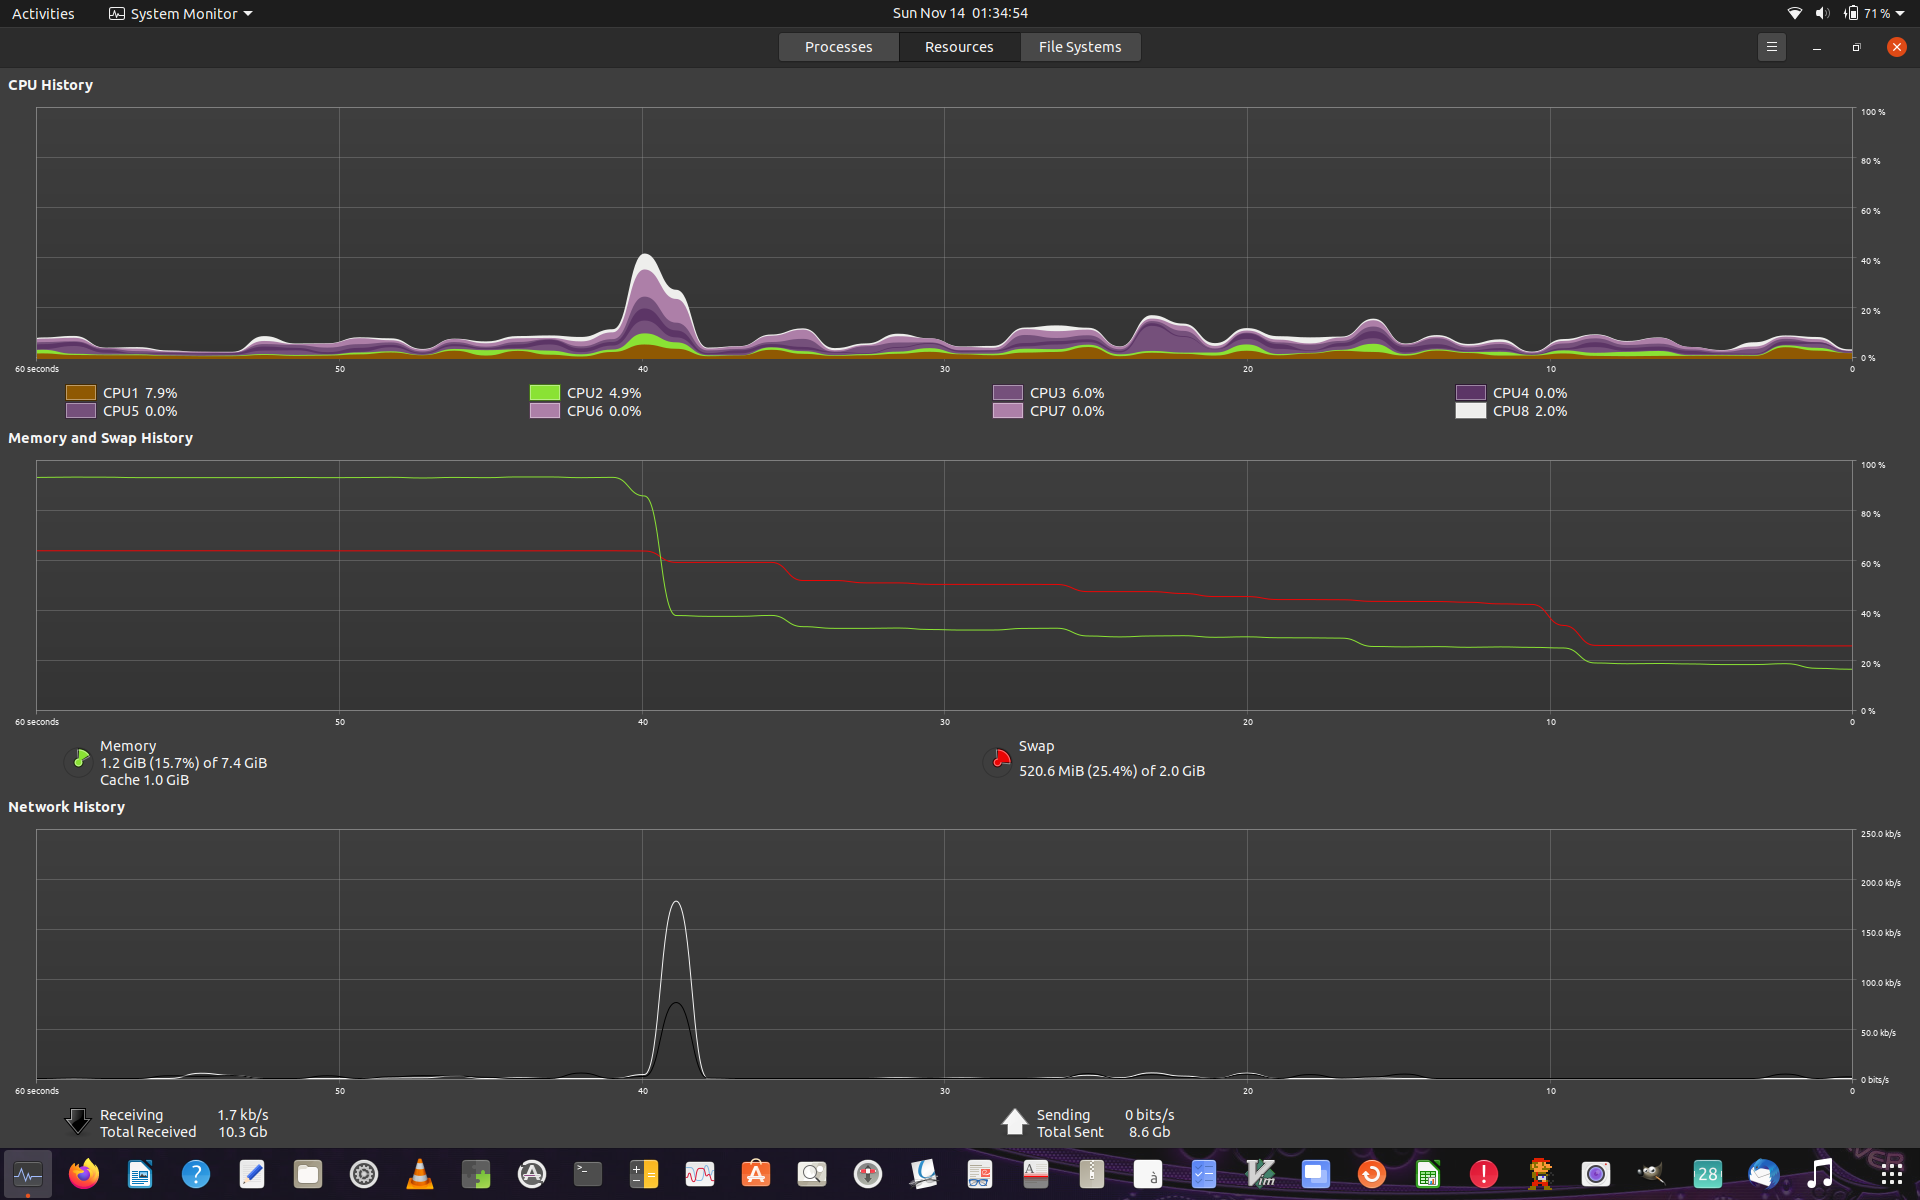 Activities System Monitor Sun Nov 14 01:34:54 71 %
Processes Resources File Systems
CPU History
100 %
80 %
60 %
40 %
20 %
0 %
60 seconds 50 40 30 20 10 0
CPU1 7.9% CPU2 4.9% CPU3 6.0% CPU4 0.0%
CPU5 0.0% CPU6 0.0% CPU7 0.0% CPU8 2.0%
Memory and Swap History
100 %
80 %
60 %
40 %
20 %
0 %
60 seconds 50 40 30 20 10 0
Memory
1.2 GiB (15.7%) of 7.4 GiB
Cache 1.0 GiB
Swap
520.6 MiB (25.4%) of 2.0 GiB
Network History
250.0 kb/s
200.0 kb/s
150.0 kb/s
100.0 kb/s
50.0 kb/s
0 bits/s
60 seconds 50 40 30 20 10 0
Receiving 1.7 kb/s Sending 0 bits/s
Total Received 10.3 Gb Total Sent 8.6 Gb
28